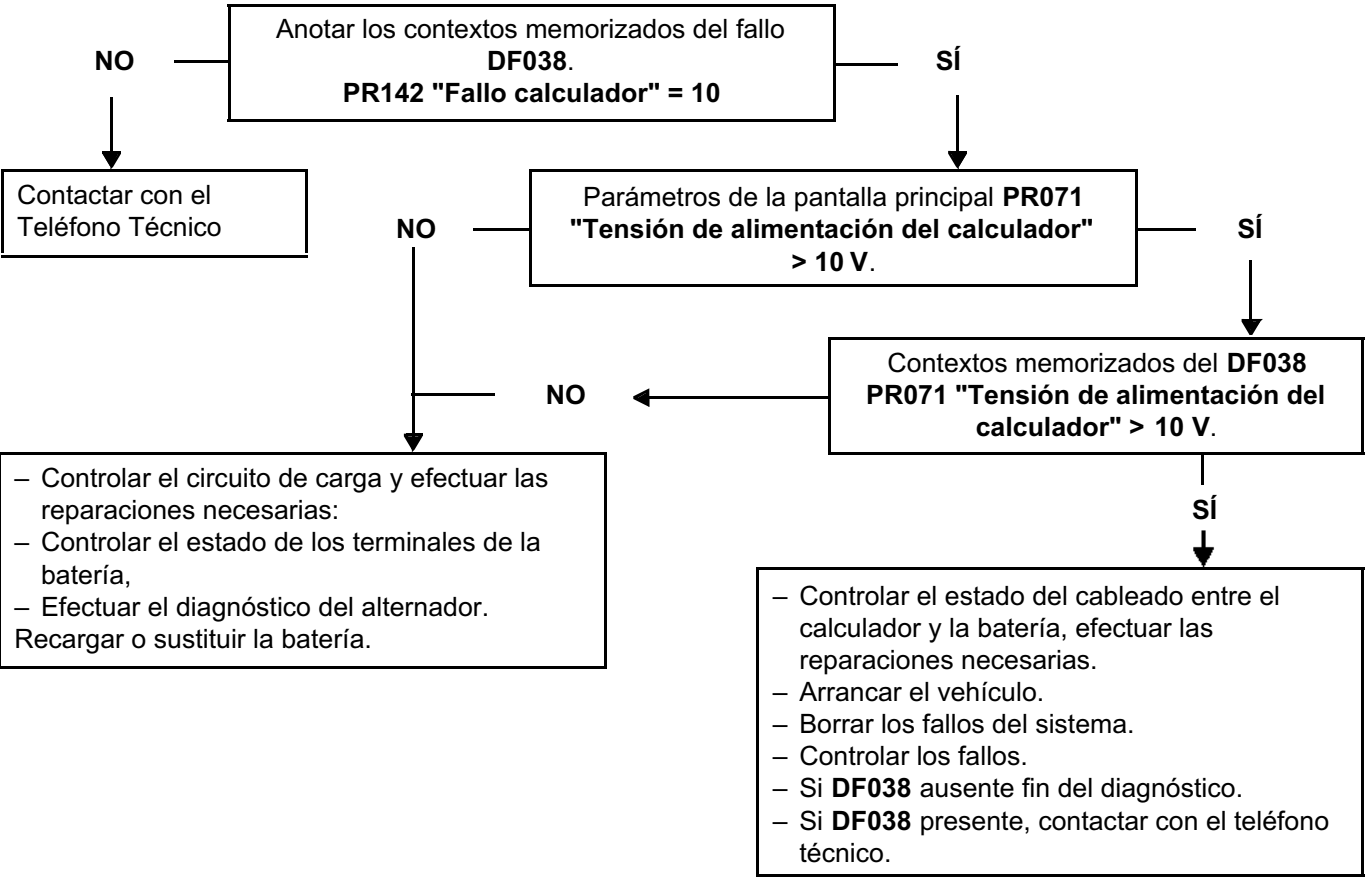 Anotar los contextos memorizados del fallo
DF038.
PR142 "Fallo calculador" = 10
NO
SÍ
Contactar con el
Teléfono Técnico
Parámetros de la pantalla principal PR071
"Tensión de alimentación del calculador"
> 10 V.
NO
SÍ
Contextos memorizados del DF038
PR071 "Tensión de alimentación del
calculador" > 10 V.
NO
SÍ
– Controlar el circuito de carga y efectuar las
reparaciones necesarias:
– Controlar el estado de los terminales de la
batería,
– Efectuar el diagnóstico del alternador.
Recargar o sustituir la batería.
– Controlar el estado del cableado entre el
calculador y la batería, efectuar las
reparaciones necesarias.
– Arrancar el vehículo.
– Borrar los fallos del sistema.
– Controlar los fallos.
– Si DF038 ausente fin del diagnóstico.
– Si DF038 presente, contactar con el teléfono
técnico.